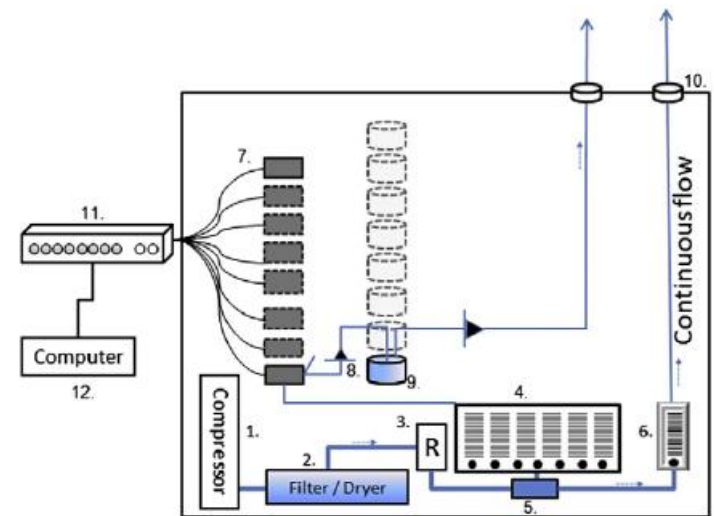 10.
7.
11.
Continuous flow
Computer
12.
8.
9.
Compressor
1.
2.
Filter / Dryer
3.
R
4.
5.
6.